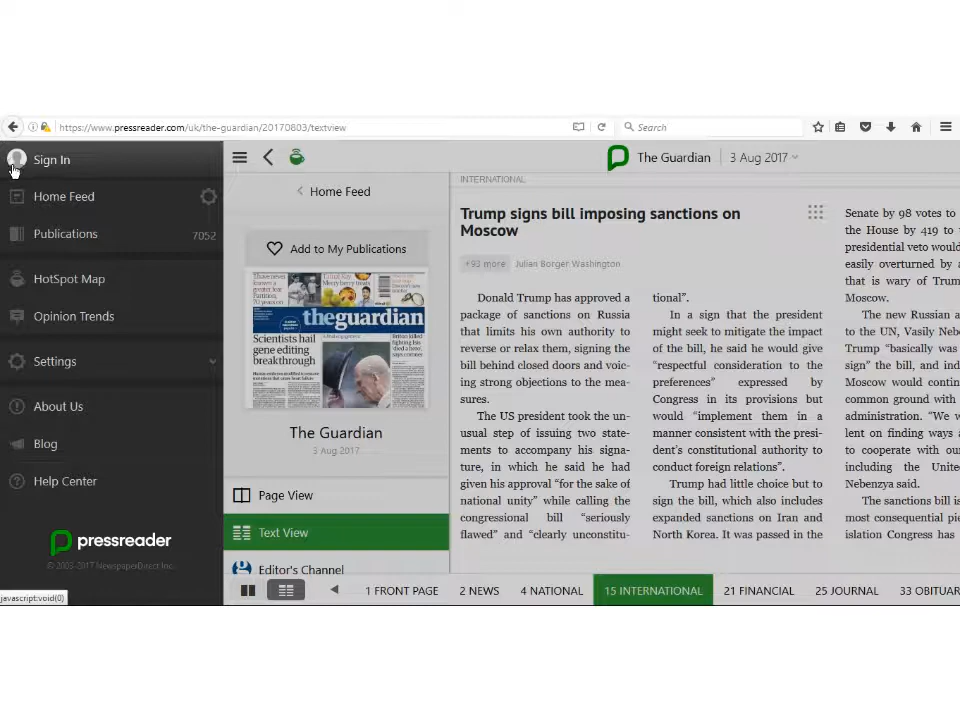 https://www.pressreader.com/uk/the-guardian/20170803/textview
Search
Sign In
Home Feed
Publications
7052
HotSpot Map
Opinion Trends
Settings
About Us
Blog
Help Center
pressreader
© 2003-2017 NewspaperDirect Inc.
javascript:void(0)
Home Feed
Add to My Publications
theguardian
Scientists hail
gene editing
breakthrough
The Guardian
3 Aug 2017
Page View
Text View
Editor's Channel
The Guardian
3 Aug 2017
INTERNATIONAL
Trump signs bill imposing sanctions on
Moscow
+93 more
Julian Borger Washington
Donald Trump has approved a
package of sanctions on Russia
that limits his own authority to
reverse or relax them, signing the
bill behind closed doors and voic-
ing strong objections to the mea-
sures.
The US president took the un-
usual step of issuing two state-
ments to accompany his signa-
ture, in which he said he had
given his approval “for the sake of
national unity” while calling the
congressional bill “seriously
flawed” and “clearly unconstitu-
tional”.
In a sign that the president
might seek to mitigate the impact
of the bill, he said he would give
“respectful consideration to the
preferences” expressed by
Congress in its provisions but
would “implement them in a
manner consistent with the presi-
dent’s constitutional authority to
conduct foreign relations”.
Trump had little choice but to
sign the bill, which also includes
expanded sanctions on Iran and
North Korea. It was passed in the
Senate by 98 votes to
the House by 419 to
presidential veto would
easily overturned by a
that is wary of Trum
Moscow.
The new Russian a
to the UN, Vasily Nebe
Trump “basically was
sign” the bill, and ind
Moscow would contin
common ground with
administration. “We w
lent on finding ways a
to cooperate with ou
including the Unite
Nebenzya said.
The sanctions bill is
most consequential pie
islation Congress has
1 FRONT PAGE
2 NEWS
4 NATIONAL
15 INTERNATIONAL
21 FINANCIAL
25 JOURNAL
33 OBITUAR